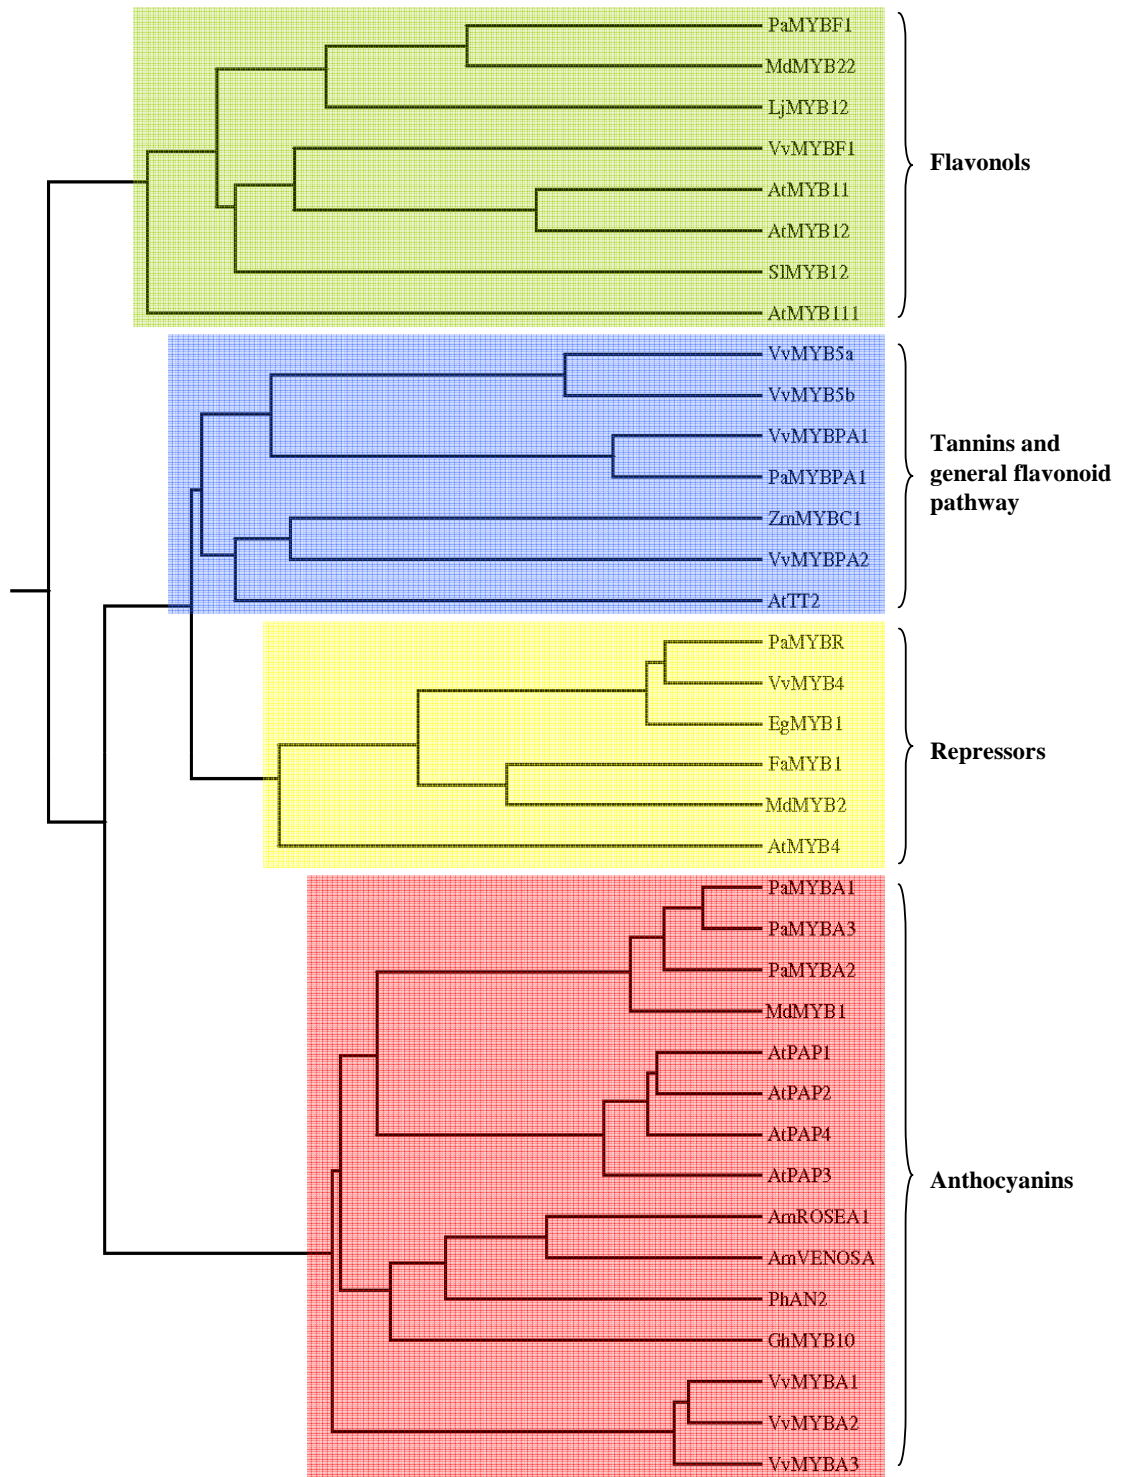 PaMYBF1
MdMYB22
LjMYB12
VvMYBF1
AtMYB11
AtMYB12
SlMYB12
AtMYB111
Flavonols
VvMYB5a
VvMYB5b
VvMYBPA1
PaMYBPA1
ZmMYBC1
VvMYBPA2
AtTT2
Tannins and
general flavonoid
pathway
PaMYBR
VvMYB4
EgMYB1
FaMYB1
MdMYB2
AtMYB4
Repressors
PaMYBA1
PaMYBA3
PaMYBA2
MdMYB1
AtPAP1
AtPAP2
AtPAP4
AtPAP3
AmROSEA1
AmVENOSA
PhAN2
GhMYB10
VvMYBA1
VvMYBA2
VvMYBA3
Anthocyanins